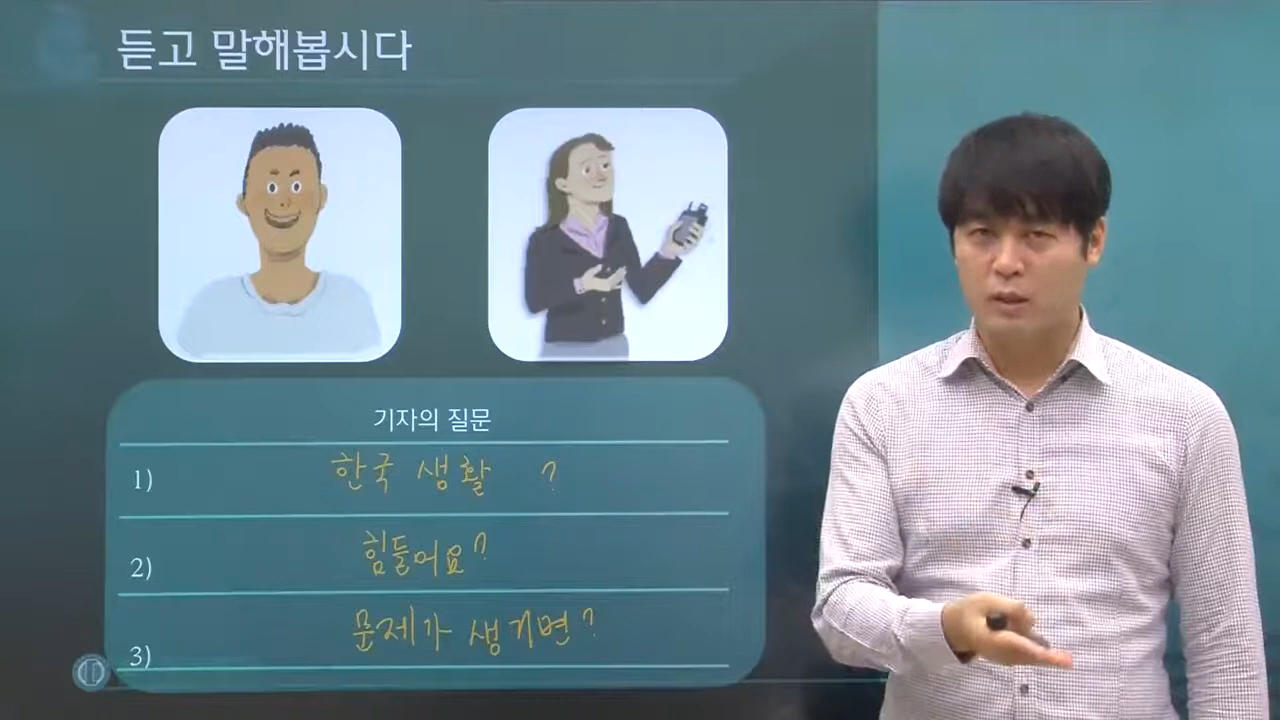 듣고 말해봅시다
기자의 질문
1) 한국 생활 ?
2) 힘들어요?
3) 문제가 생기면?